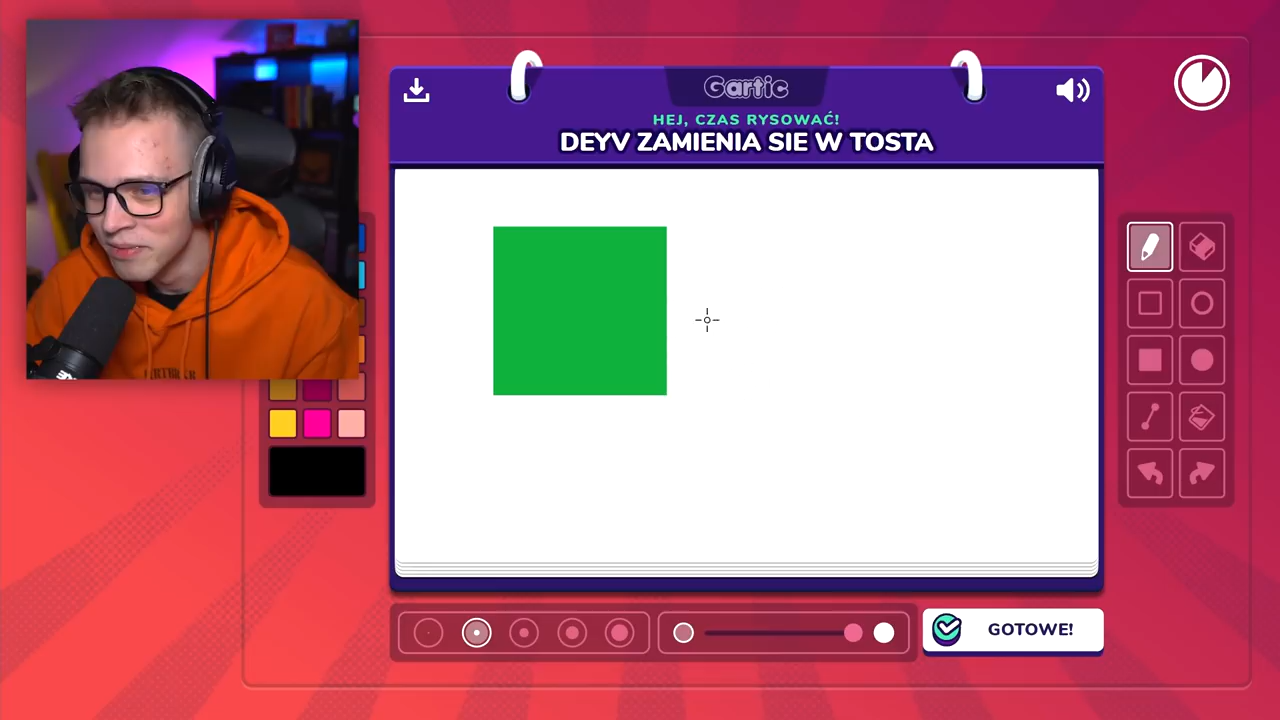 Gartic
HEJ, CZAS RYSOWAĆ!
DEYV ZAMIENIA SIE W TOSTA
GOTOWE!